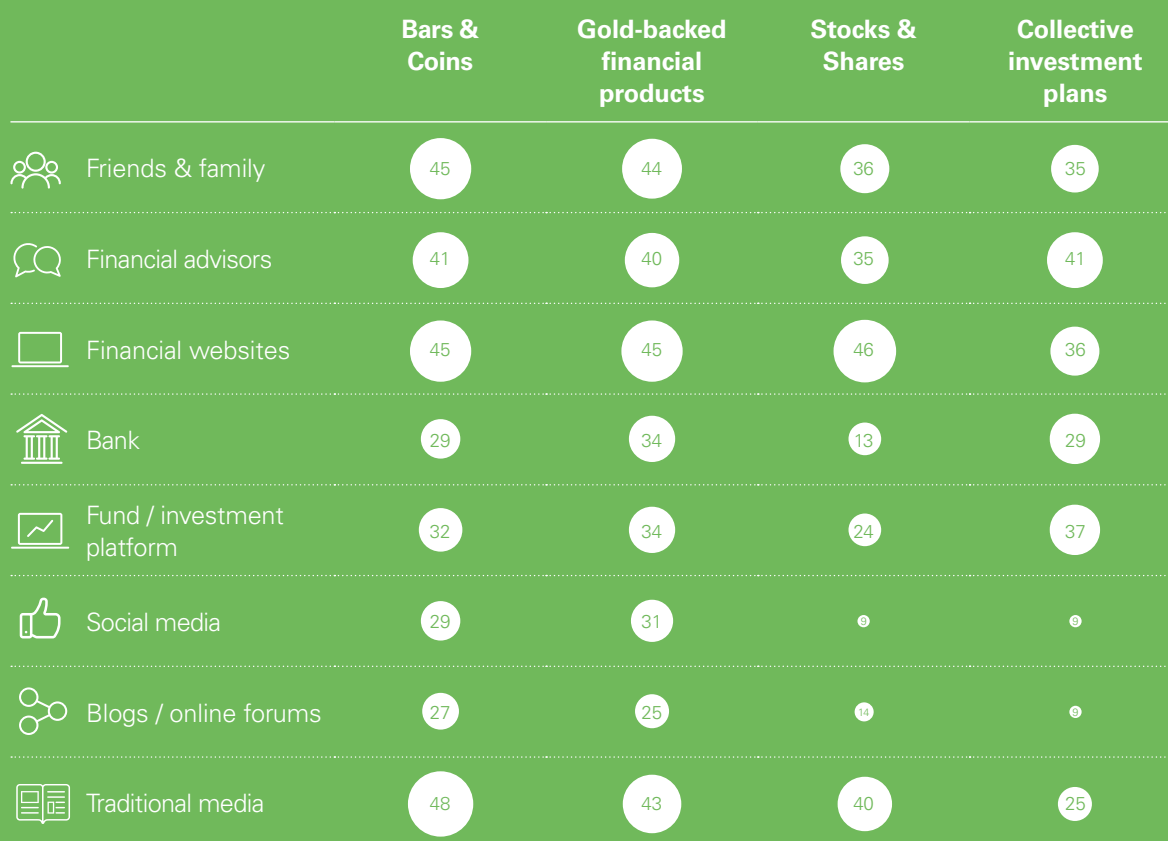 Bars &
Coins
Gold-backed
financial
products
Stocks &
Shares
Collective
investment
plans
Friends & family 45 44 36 35
Financial advisors 41 40 35 41
Financial websites 45 45 46 36
Bank 29 34 13 29
Fund / investment
platform 32 34 24 37
Social media 29 31 9 9
Blogs / online forums 27 25 14 9
Traditional media 48 43 40 25